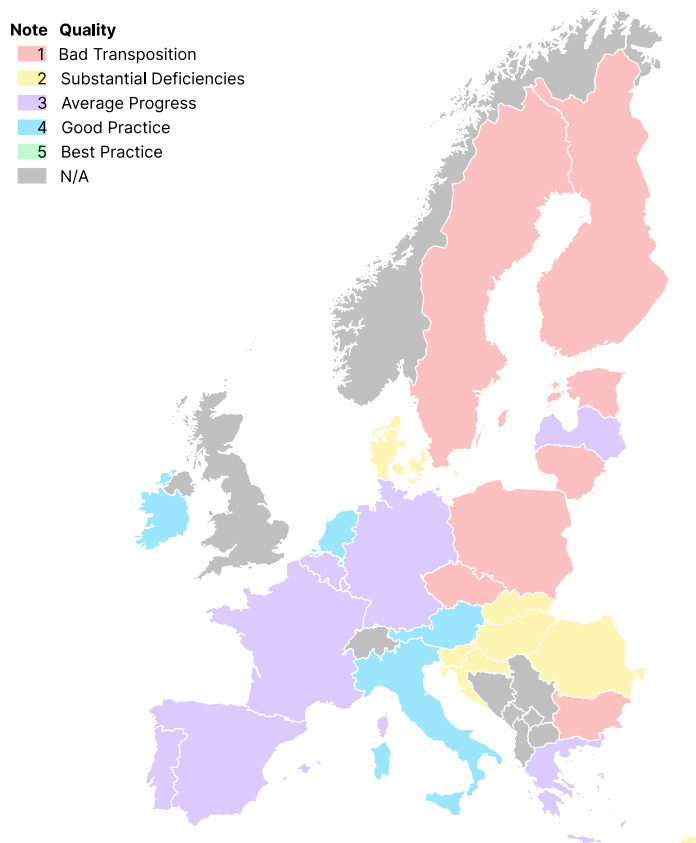 Note Quality
1 Bad Transposition
2 Substantial Deficiencies
3 Average Progress
4 Good Practice
5 Best Practice
N/A